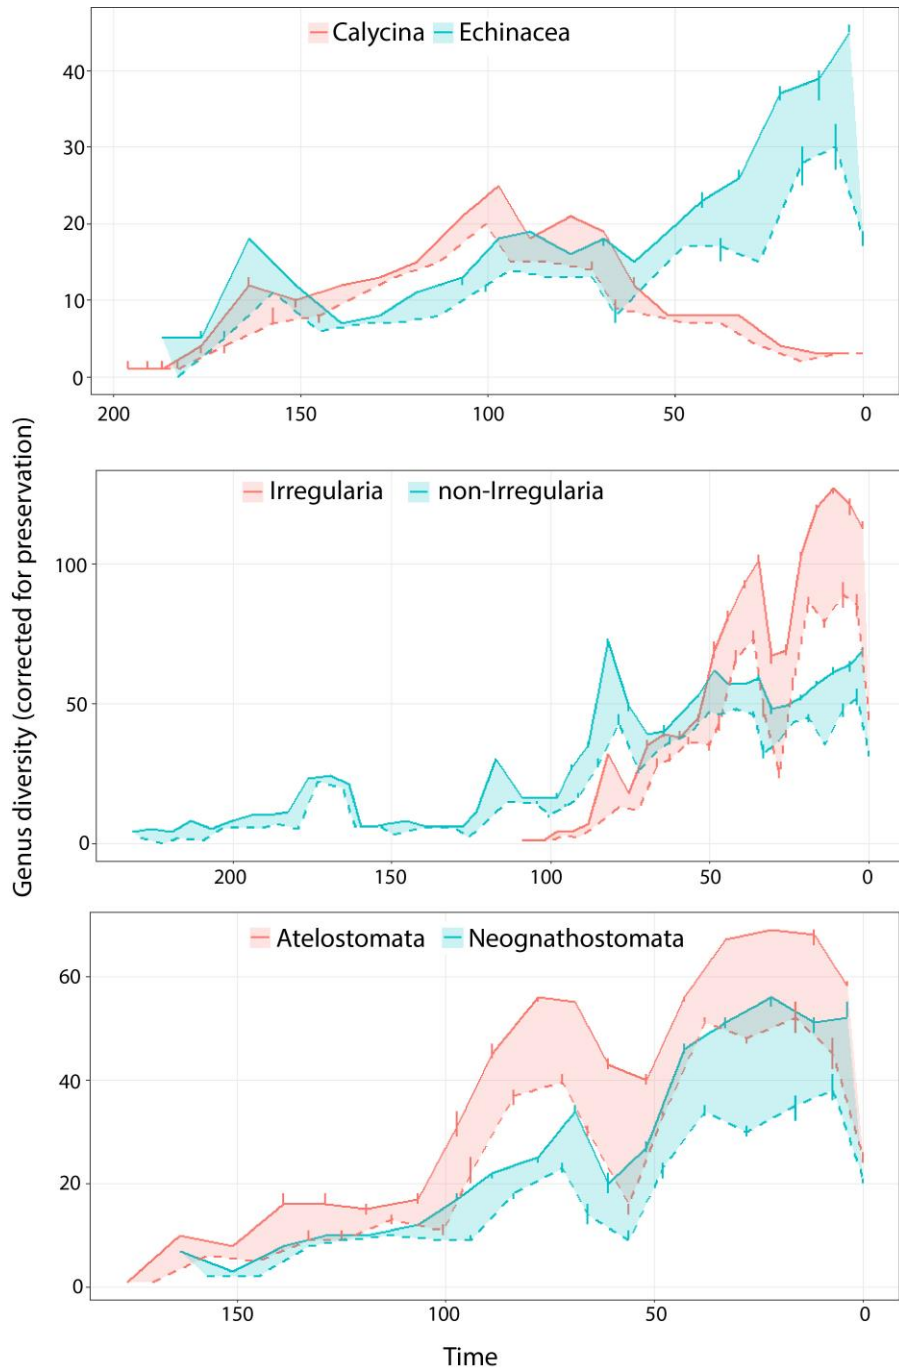 Calycina Echinacea
40
30
20
10
0
200 150 100 50 0
Irregularia non-Irregularia
100
50
0
200 150 100 50 0
Atelostomata Neognathostomata
60
40
20
0
150 100 50 0
Genus diversity (corrected for preservation)
Time